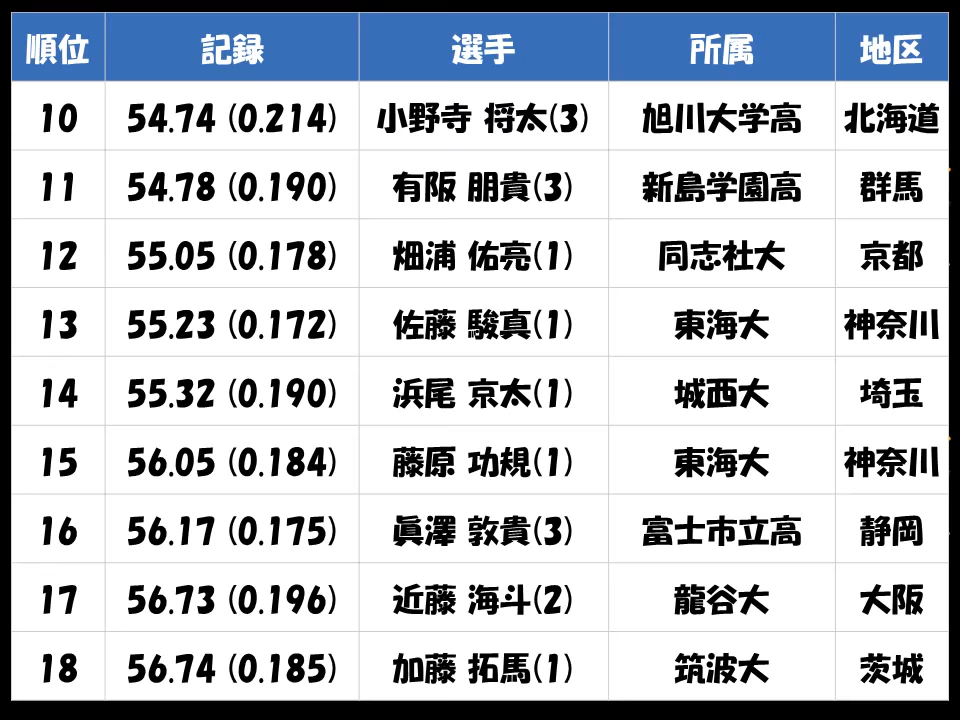 順位 記録 選手 所属 地区
10 54.74 (0.214) 小野寺 将太(3) 旭川大学高 北海道
11 54.78 (0.190) 有阪 朋貴(3) 新島学園高 群馬
12 55.05 (0.178) 畑浦 佑亮(1) 同志社大 京都
13 55.23 (0.172) 佐藤 駿真(1) 東海大 神奈川
14 55.32 (0.190) 浜尾 京太(1) 城西大 埼玉
15 56.05 (0.184) 藤原 功規(1) 東海大 神奈川
16 56.17 (0.175) 眞澤 敦貴(3) 富士市立高 静岡
17 56.73 (0.196) 近藤 海斗(2) 龍谷大 大阪
18 56.74 (0.185) 加藤 拓馬(1) 筑波大 茨城